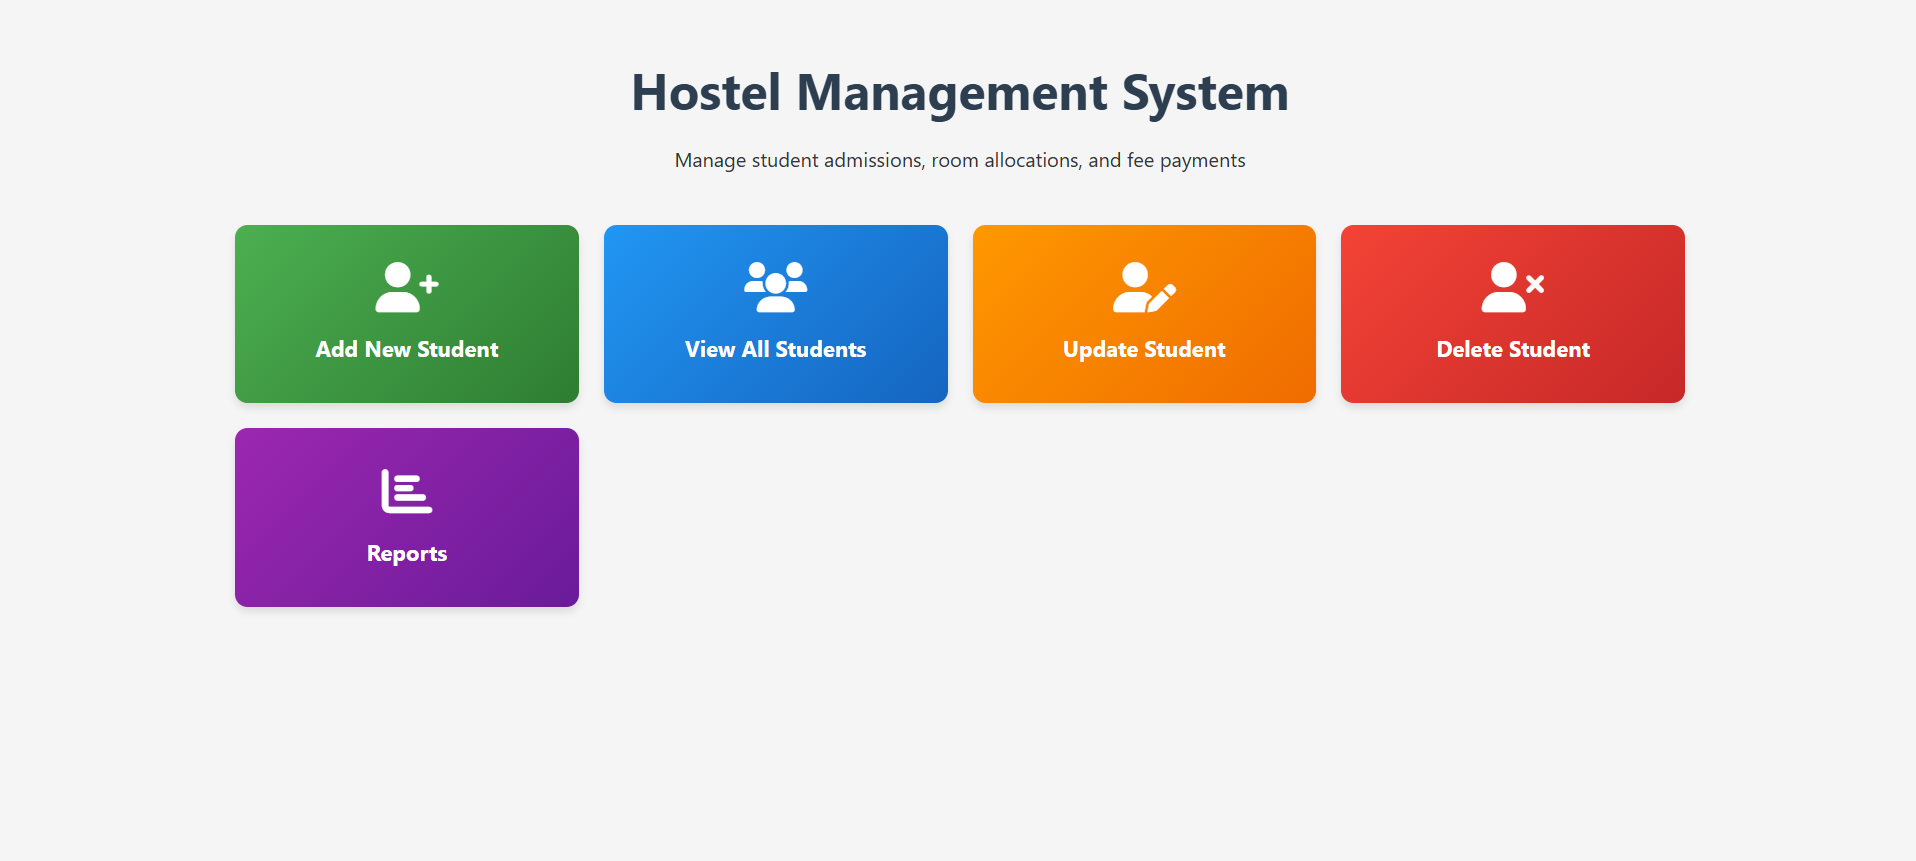 Hostel Management System
Manage student admissions, room allocations, and fee payments
Add New Student
View All Students
Update Student
Delete Student
Reports